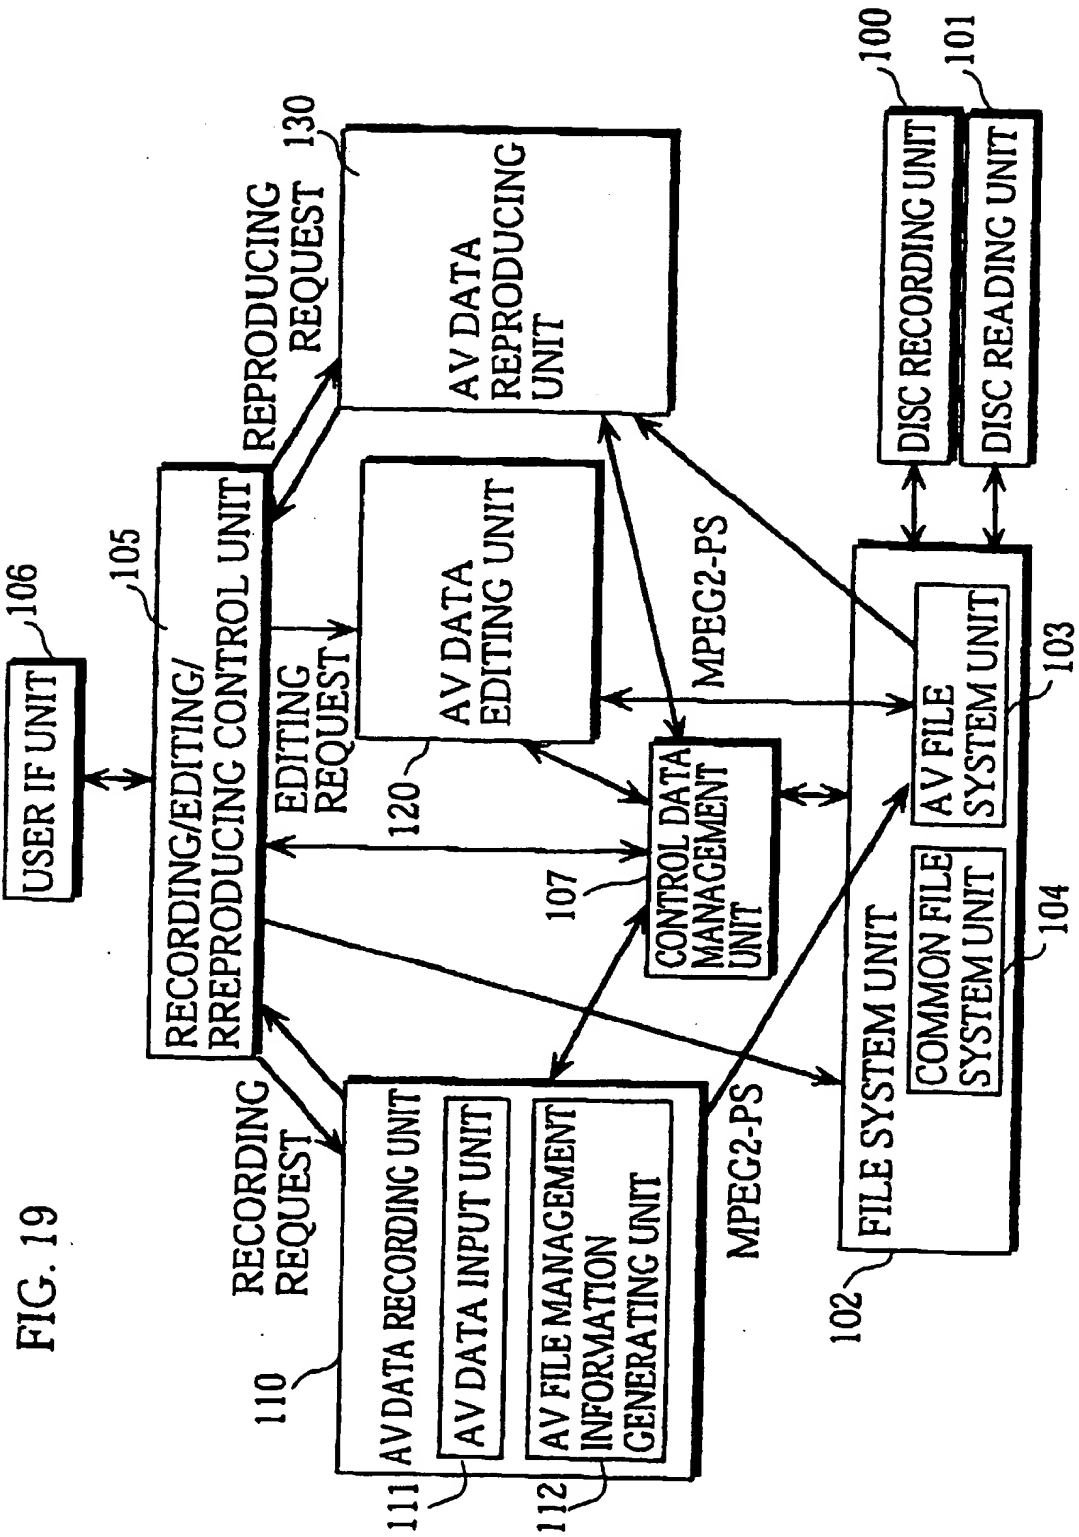 FIG. 19
USER IF UNIT
106
105
RECORDING/EDITING/
RREPRODUCING CONTROL UNIT
RECORDING
REQUEST
EDITING
REQUEST
REPRODUCING
REQUEST
110
AV DATA RECORDING UNIT
111
AV DATA INPUT UNIT
112
AV FILE MANAGEMENT
INFORMATION
GENERATING UNIT
120
AV DATA
EDITING UNIT
130
AV DATA
REPRODUCING
UNIT
107
CONTROL DATA
MANAGEMENT
UNIT
MPEG2-PS
MPEG2-PS
102
FILE SYSTEM UNIT
COMMON FILE
SYSTEM UNIT
104
AV FILE
SYSTEM UNIT
103
DISC RECORDING UNIT
100
DISC READING UNIT
101